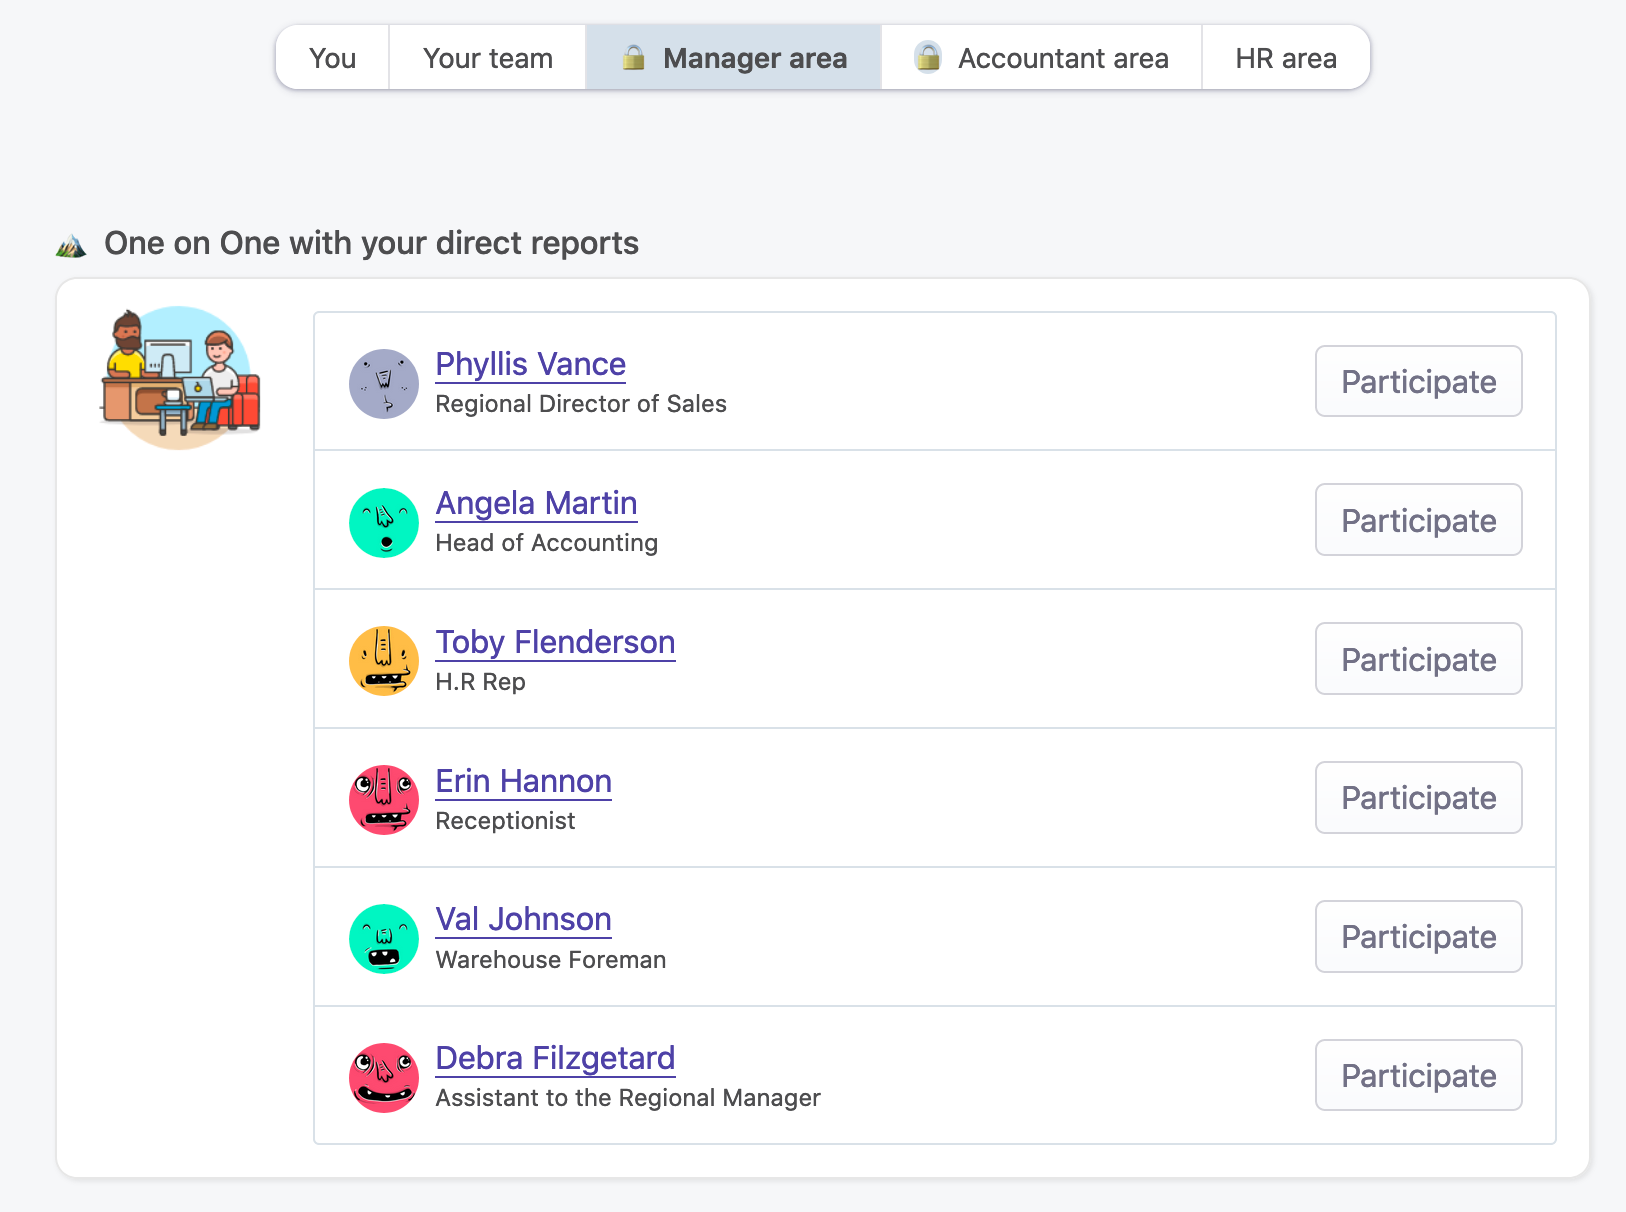 You
Your team
Manager area
Accountant area
HR area
One on One with your direct reports
Phyllis Vance
Regional Director of Sales
Participate
Angela Martin
Head of Accounting
Participate
Toby Flenderson
H.R Rep
Participate
Erin Hannon
Receptionist
Participate
Val Johnson
Warehouse Foreman
Participate
Debra Filzgetard
Assistant to the Regional Manager
Participate